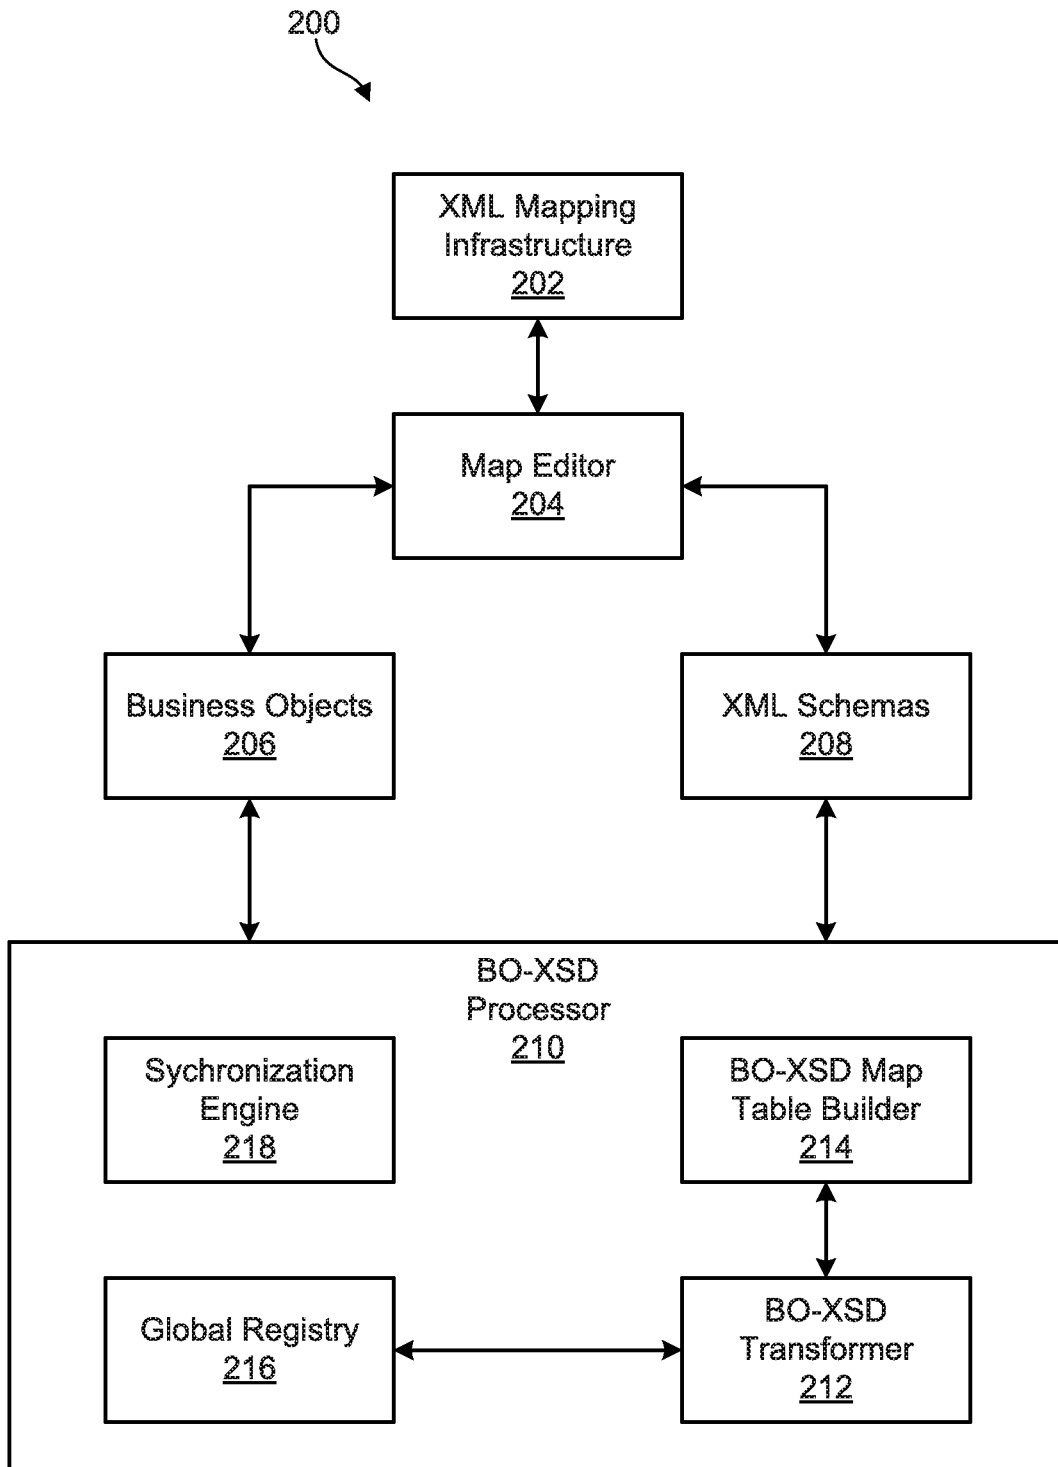 200
XML Mapping
Infrastructure
202
Map Editor
204
Business Objects
206
XML Schemas
208
BO-XSD
Processor
210
Sychronization
Engine
218
BO-XSD Map
Table Builder
214
Global Registry
216
BO-XSD
Transformer
212